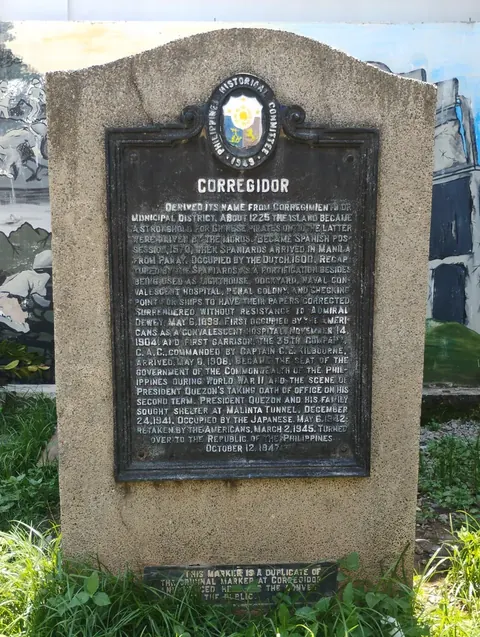 PHILIPPINES HISTORICAL COMMITTEE
1965
CORREGIDOR
DERIVED ITS NAME FROM CORREGIMIENTO OR
MUNICIPAL DISTRICT. ABOUT 1225 THE ISLAND BECAME
A STRONGHOLD FOR CHINESE PIRATES UNTIL THE LATTER
WERE DRIVEN BY THE MOROS. BECAME SPANISH POS-
SESSION, 1570, WHEN SPANIARDS ARRIVED IN MANILA
FROM PANAY. OCCUPIED BY THE DUTCH, 1600. RECAP-
TURED BY THE SPANIARDS AS A FORTIFICATION BESIDES
BEING USED AS LIGHTHOUSE, DOCKYARD, NAVAL CON-
VALESCENT HOSPITAL, PENAL COLONY, AND CHECKING
POINT FOR SHIPS TO HAVE THEIR PAPERS CORRECTED
SURRENDERED WITHOUT RESISTANCE TO ADMIRAL
DEWEY, MAY 6, 1898. FIRST OCCUPIED BY THE AMERI-
CANS AS A CONVALESCENT HOSPITAL, NOVEMBER 14,
1904 AND FIRST GARRISON, THE 35TH COMPANY,
C.A.C. COMMANDED BY CAPTAIN C.E. KILBOURNE,
ARRIVED, MAY 6, 1908. BECAME THE SEAT OF THE
GOVERNMENT OF THE COMMONWEALTH OF THE PHIL-
IPPINES DURING WORLD WAR II AND THE SCENE OF
PRESIDENT QUEZON'S TAKING OATH OF OFFICE ON HIS
SECOND TERM. PRESIDENT QUEZON AND HIS FAMILY
SOUGHT SHELTER AT MALINTA TUNNEL, DECEMBER
24, 1941. OCCUPIED BY THE JAPANESE, MAY 6, 1942;
RETAKEN BY THE AMERICANS, MARCH 2, 1945. TURNED
OVER TO THE REPUBLIC OF THE PHILIPPINES
OCTOBER 12, 1947.
THIS MARKER IS A DUPLICATE OF
THE ORIGINAL MARKER AT CORREGIDOR
THE
THE PUBLIC.